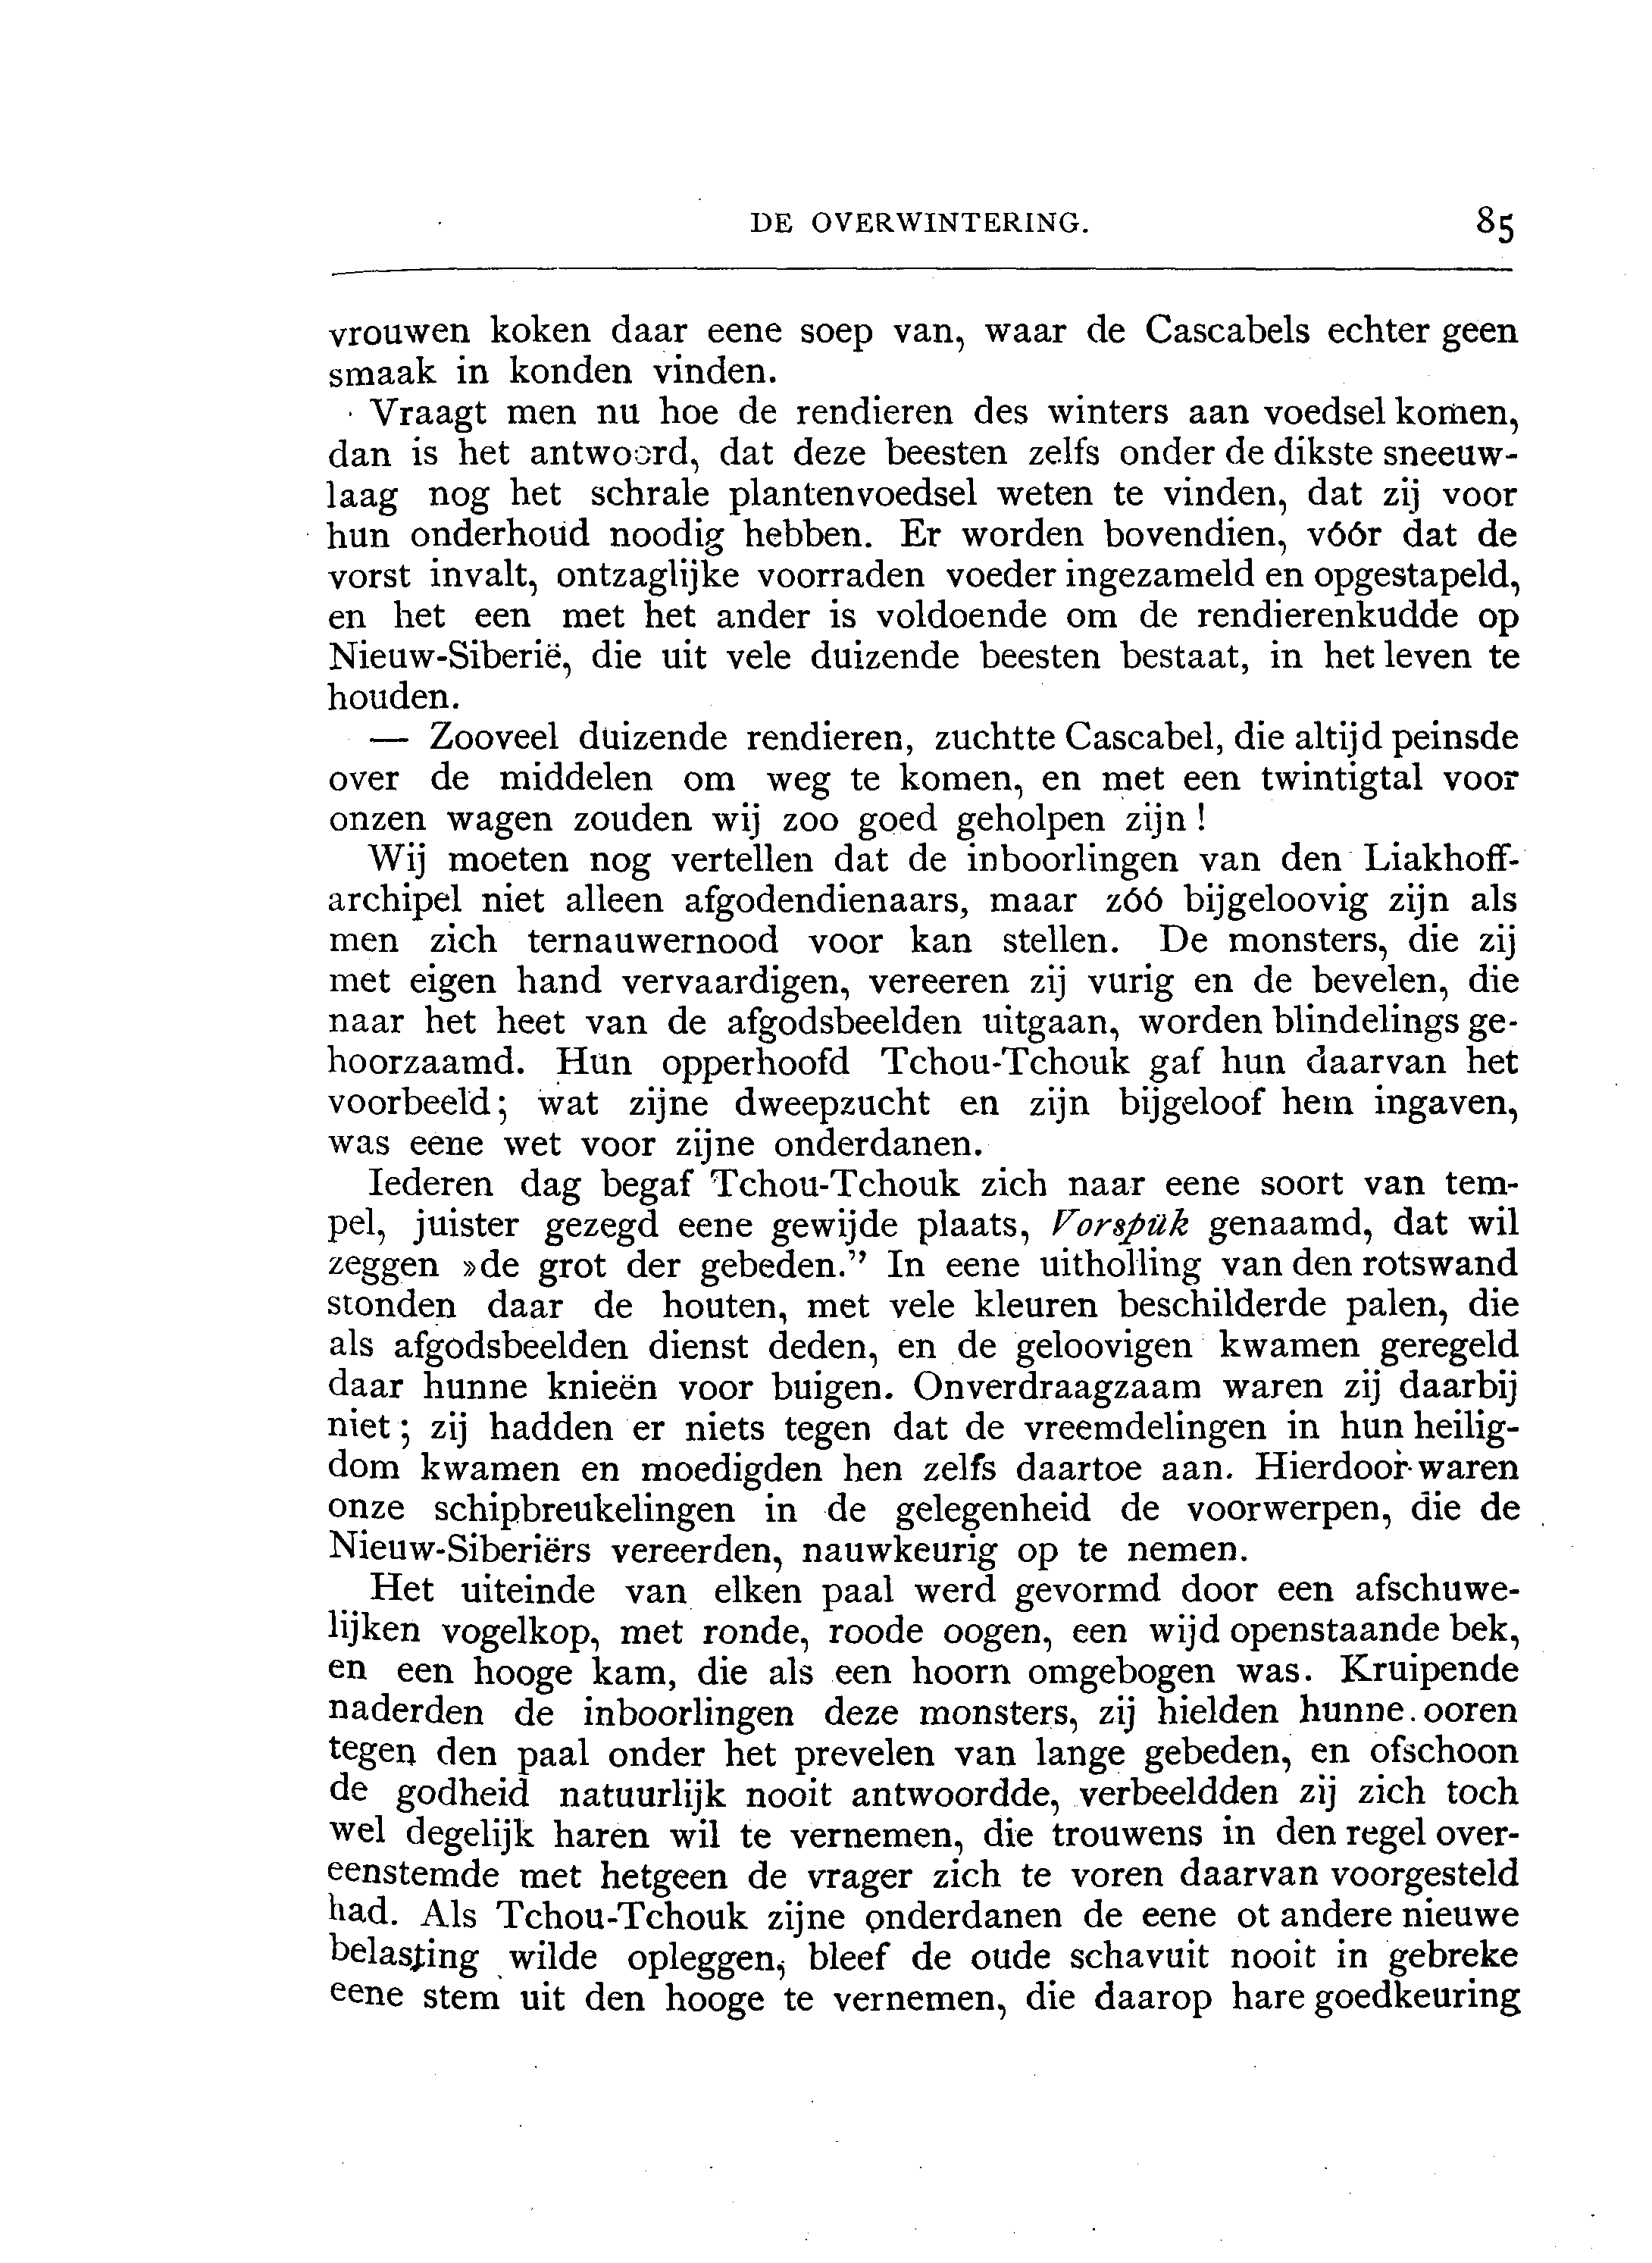 DE OVERWINTERING. 85
vrouwen koken daar eene soep van, waar de Cascabels echter geen
smaak in konden vinden.
Vraagt men nu hoe de rendieren des winters aan voedsel komen,
dan is het antwoord, dat deze beesten zelfs onder de dikste sneeuw-
laag nog het schrale plantenvoedsel weten te vinden, dat zij voor
hun onderhoud noodig hebben. Er worden bovendien, vóór dat de
vorst invalt, ontzaglijke voorraden voeder ingezameld en opgestapeld,
en het een met het ander is voldoende om de rendierenkudde op
Nieuw-Siberië, die uit vele duizende beesten bestaat, in het leven te
houden.
— Zooveel duizende rendieren, zuchtte Cascabel, die altijd peinsde
over de middelen om weg te komen, en met een twintigtal voor
onzen wagen zouden wij zoo goed geholpen zijn!
Wij moeten nog vertellen dat de inboorlingen van den Liakhoff-
archipel niet alleen afgodendienaars, maar zóó bijgeloovig zijn als
men zich ternauwernood voor kan stellen. De monsters, die zij
met eigen hand vervaardigen, vereeren zij vurig en de bevelen, die
naar het heet van de afgodsbeelden uitgaan, worden blindelings ge-
hoorzaamd. Hun opperhoofd Tchou-Tchouk gaf hun daarvan het
voorbeeld; wat zijne dweepzucht en zijn bijgeloof hem ingaven,
was eene wet voor zijne onderdanen.
Iederen dag begaf Tchou-Tchouk zich naar eene soort van tem-
pel, juister gezegd eene gewijde plaats, Vorspük genaamd, dat wil
zeggen »de grot der gebeden.” In eene uitholling van den rotswand
stonden daar de houten, met vele kleuren beschilderde palen, die
als afgodsbeelden dienst deden, en de geloovigen kwamen geregeld
daar hunne knieën voor buigen. Onverdraagzaam waren zij daarbij
niet; zij hadden er niets tegen dat de vreemdelingen in hun heilig-
dom kwamen en moedigden hen zelfs daartoe aan. Hierdoor waren
onze schipbreukelingen in de gelegenheid de voorwerpen, die de
Nieuw-Siberiërs vereerden, nauwkeurig op te nemen.
Het uiteinde van elken paal werd gevormd door een afschuwe-
lijken vogelkop, met ronde, roode oogen, een wijd openstaande bek,
en een hooge kam, die als een hoorn omgebogen was. Kruipende
naderden de inboorlingen deze monsters, zij hielden hunne ooren
tegen den paal onder het prevelen van lange gebeden, en ofschoon
de godheid natuurlijk nooit antwoordde, verbeeldden zij zich toch
wel degelijk haren wil te vernemen, die trouwens in den regel over-
eenstemde met hetgeen de vrager zich te voren daarvan voorgesteld
had. Als Tchou-Tchouk zijne onderdanen de eene ot andere nieuwe
belasting wilde opleggen, bleef de oude schavuit nooit in gebreke
eene stem uit den hooge te vernemen, die daarop hare goedkeuring